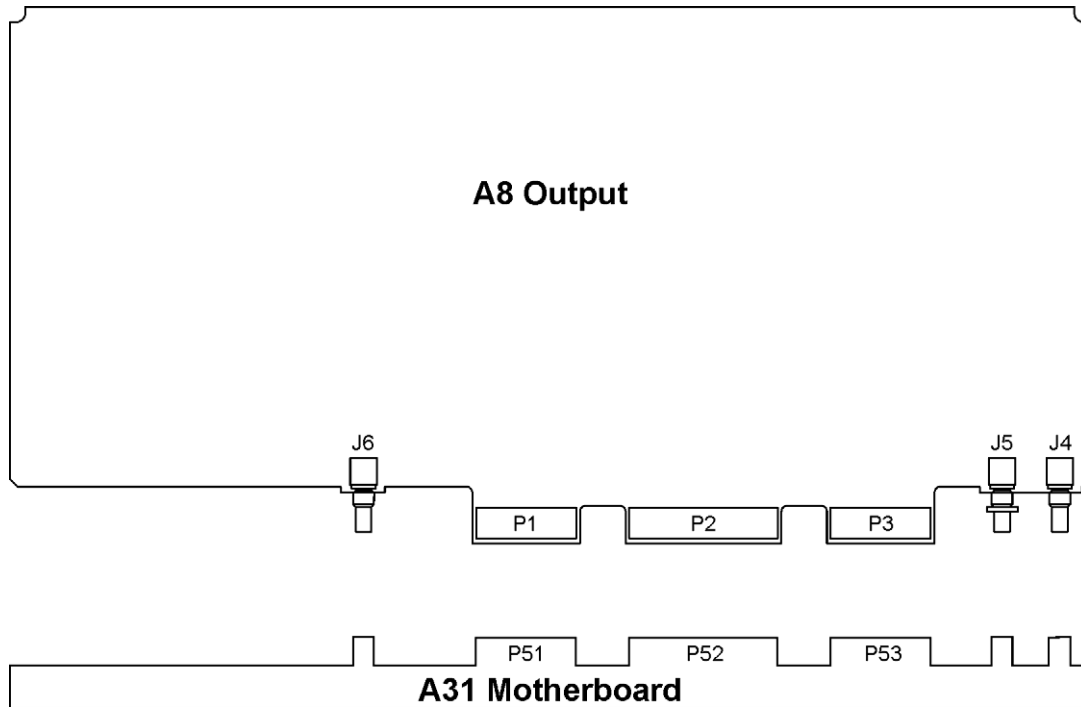 A8 Output
J6 J5 J4
P1 P2 P3
P51 P52 P53
A31 Motherboard